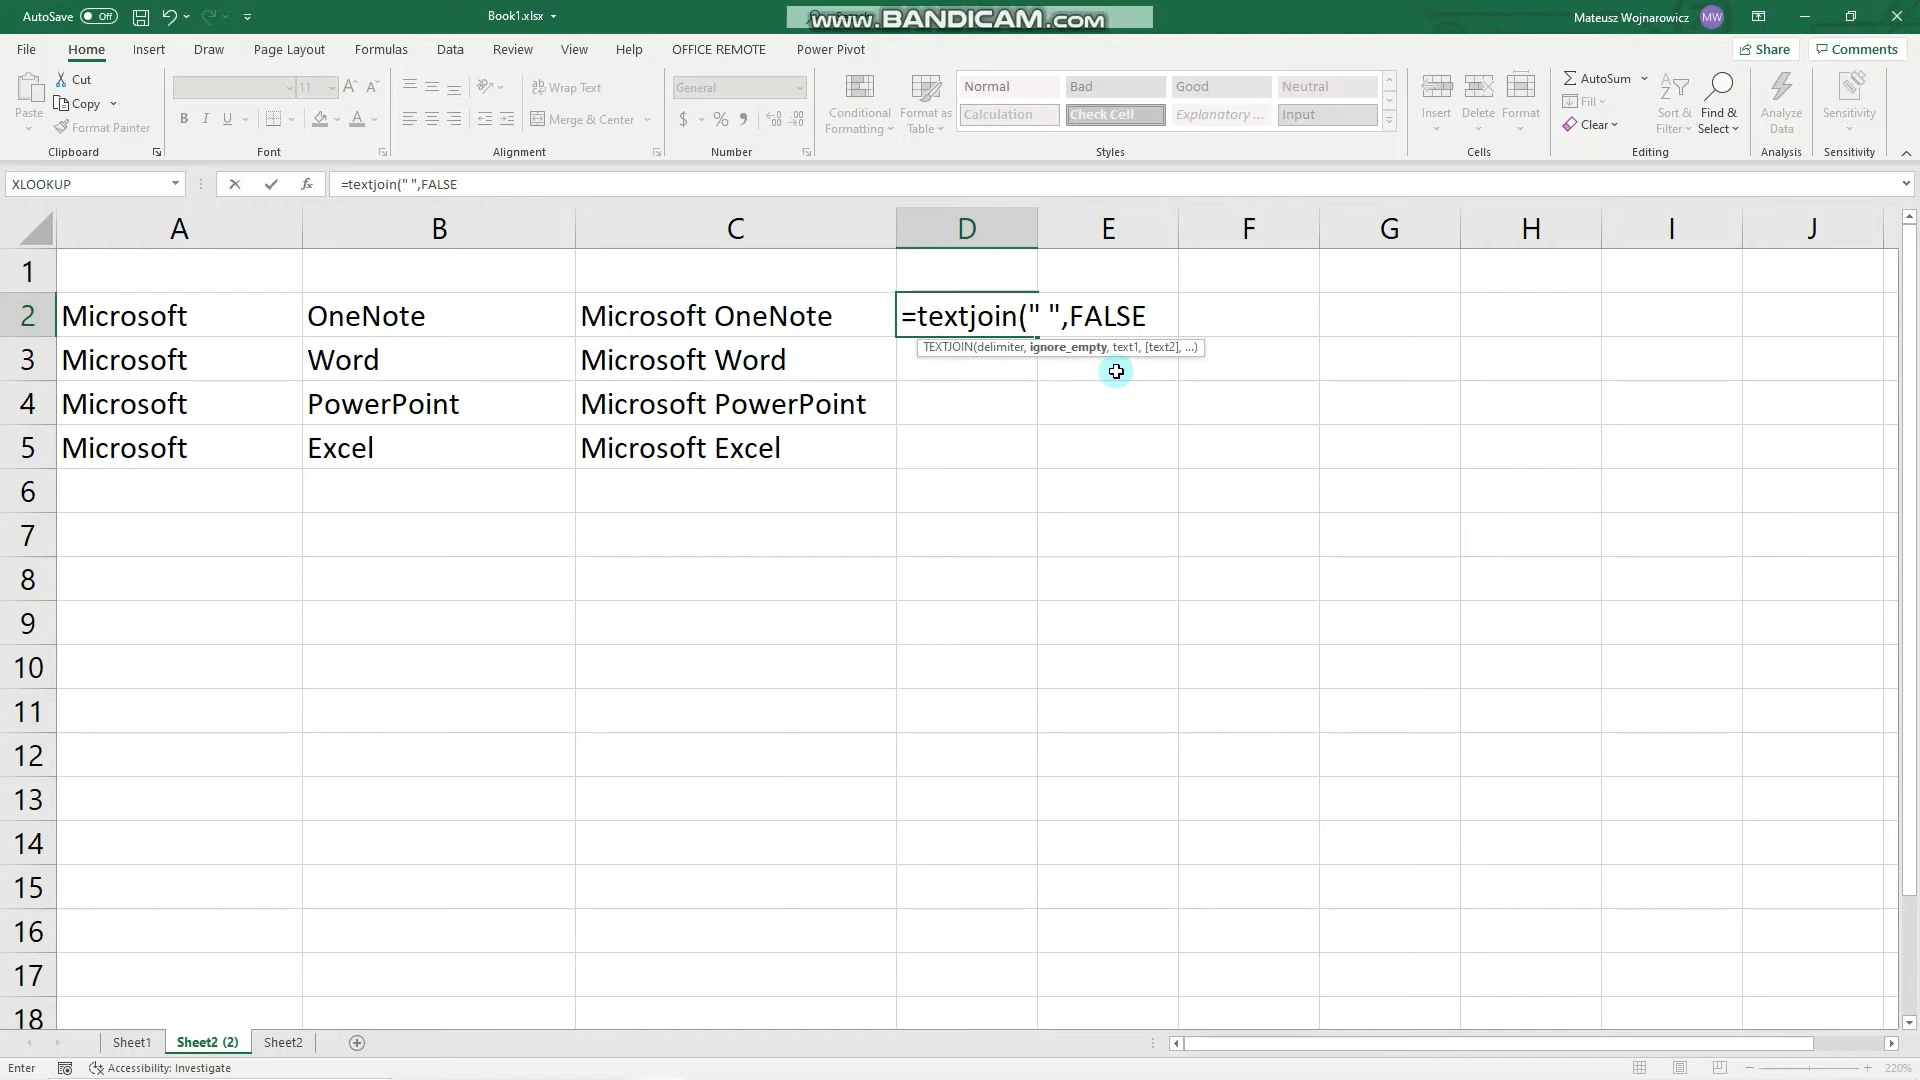 AutoSave Off Book1.xlsx WWW.BANDICAM.COM Mateusz Wojnarowicz MW
File Home Insert Draw Page Layout Formulas Data Review View Help OFFICE REMOTE Power Pivot Share Comments
Paste Cut Copy Format Painter Clipboard
11 A A B I U A Font
ab Wrap Text Merge & Center Alignment
General $ % 9 Number
Conditional Formatting Format as Table
Normal Bad Good Neutral
Calculation Check Cell Explanatory ... Input
Styles
Insert Delete Format Cells
AutoSum Fill Clear Sort & Filter Find & Select Editing
Analyze Data Analysis
Sensitivity Sensitivity
XLOOKUP fx =textjoin(" ",FALSE
A B C D E F G H I J
1
2 Microsoft OneNote Microsoft OneNote =textjoin(" ",FALSE
TEXTJOIN(delimiter, ignore_empty, text1, [text2], ...)
3 Microsoft Word Microsoft Word
4 Microsoft PowerPoint Microsoft PowerPoint
5 Microsoft Excel Microsoft Excel
6
7
8
9
10
11
12
13
14
15
16
17
18
Sheet1 Sheet2 (2) Sheet2
Enter Accessibility: Investigate 220%